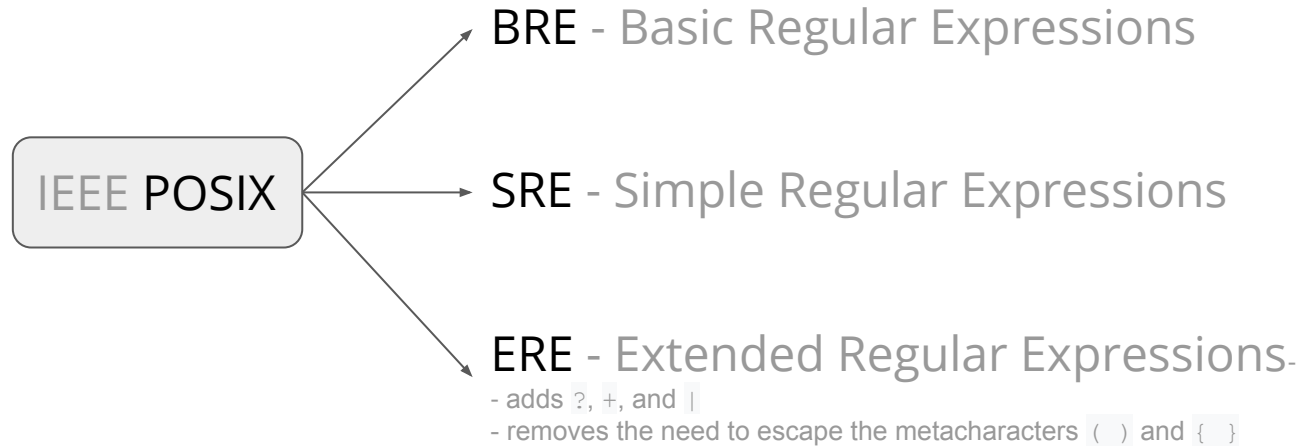 BRE - Basic Regular Expressions
IEEE POSIX
SRE - Simple Regular Expressions
ERE - Extended Regular Expressions-
- adds ?, +, and |
- removes the need to escape the metacharacters ( ) and { }